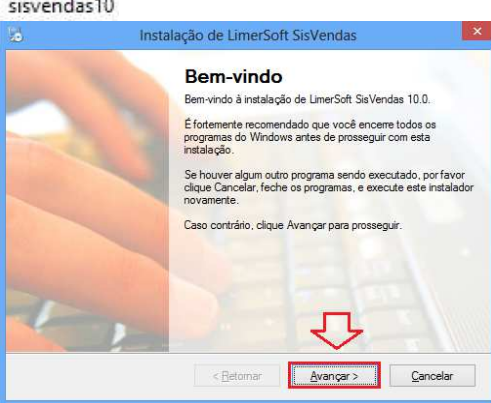 sisvendas10
Instalação de LimerSoft SisVendas
Bem-vindo
Bem-vindo à instalação de LimerSoft SisVendas 10.0.
É fortemente recomendado que você encerre todos os
programas do Windows antes de prosseguir com esta
instalação.
Se houver algum outro programa sendo executado, por favor
clique Cancelar, feche os programas, e execute este instalador
novamente.
Caso contrário, clique Avançar para prosseguir.
< Retornar
Avançar >
Cancelar